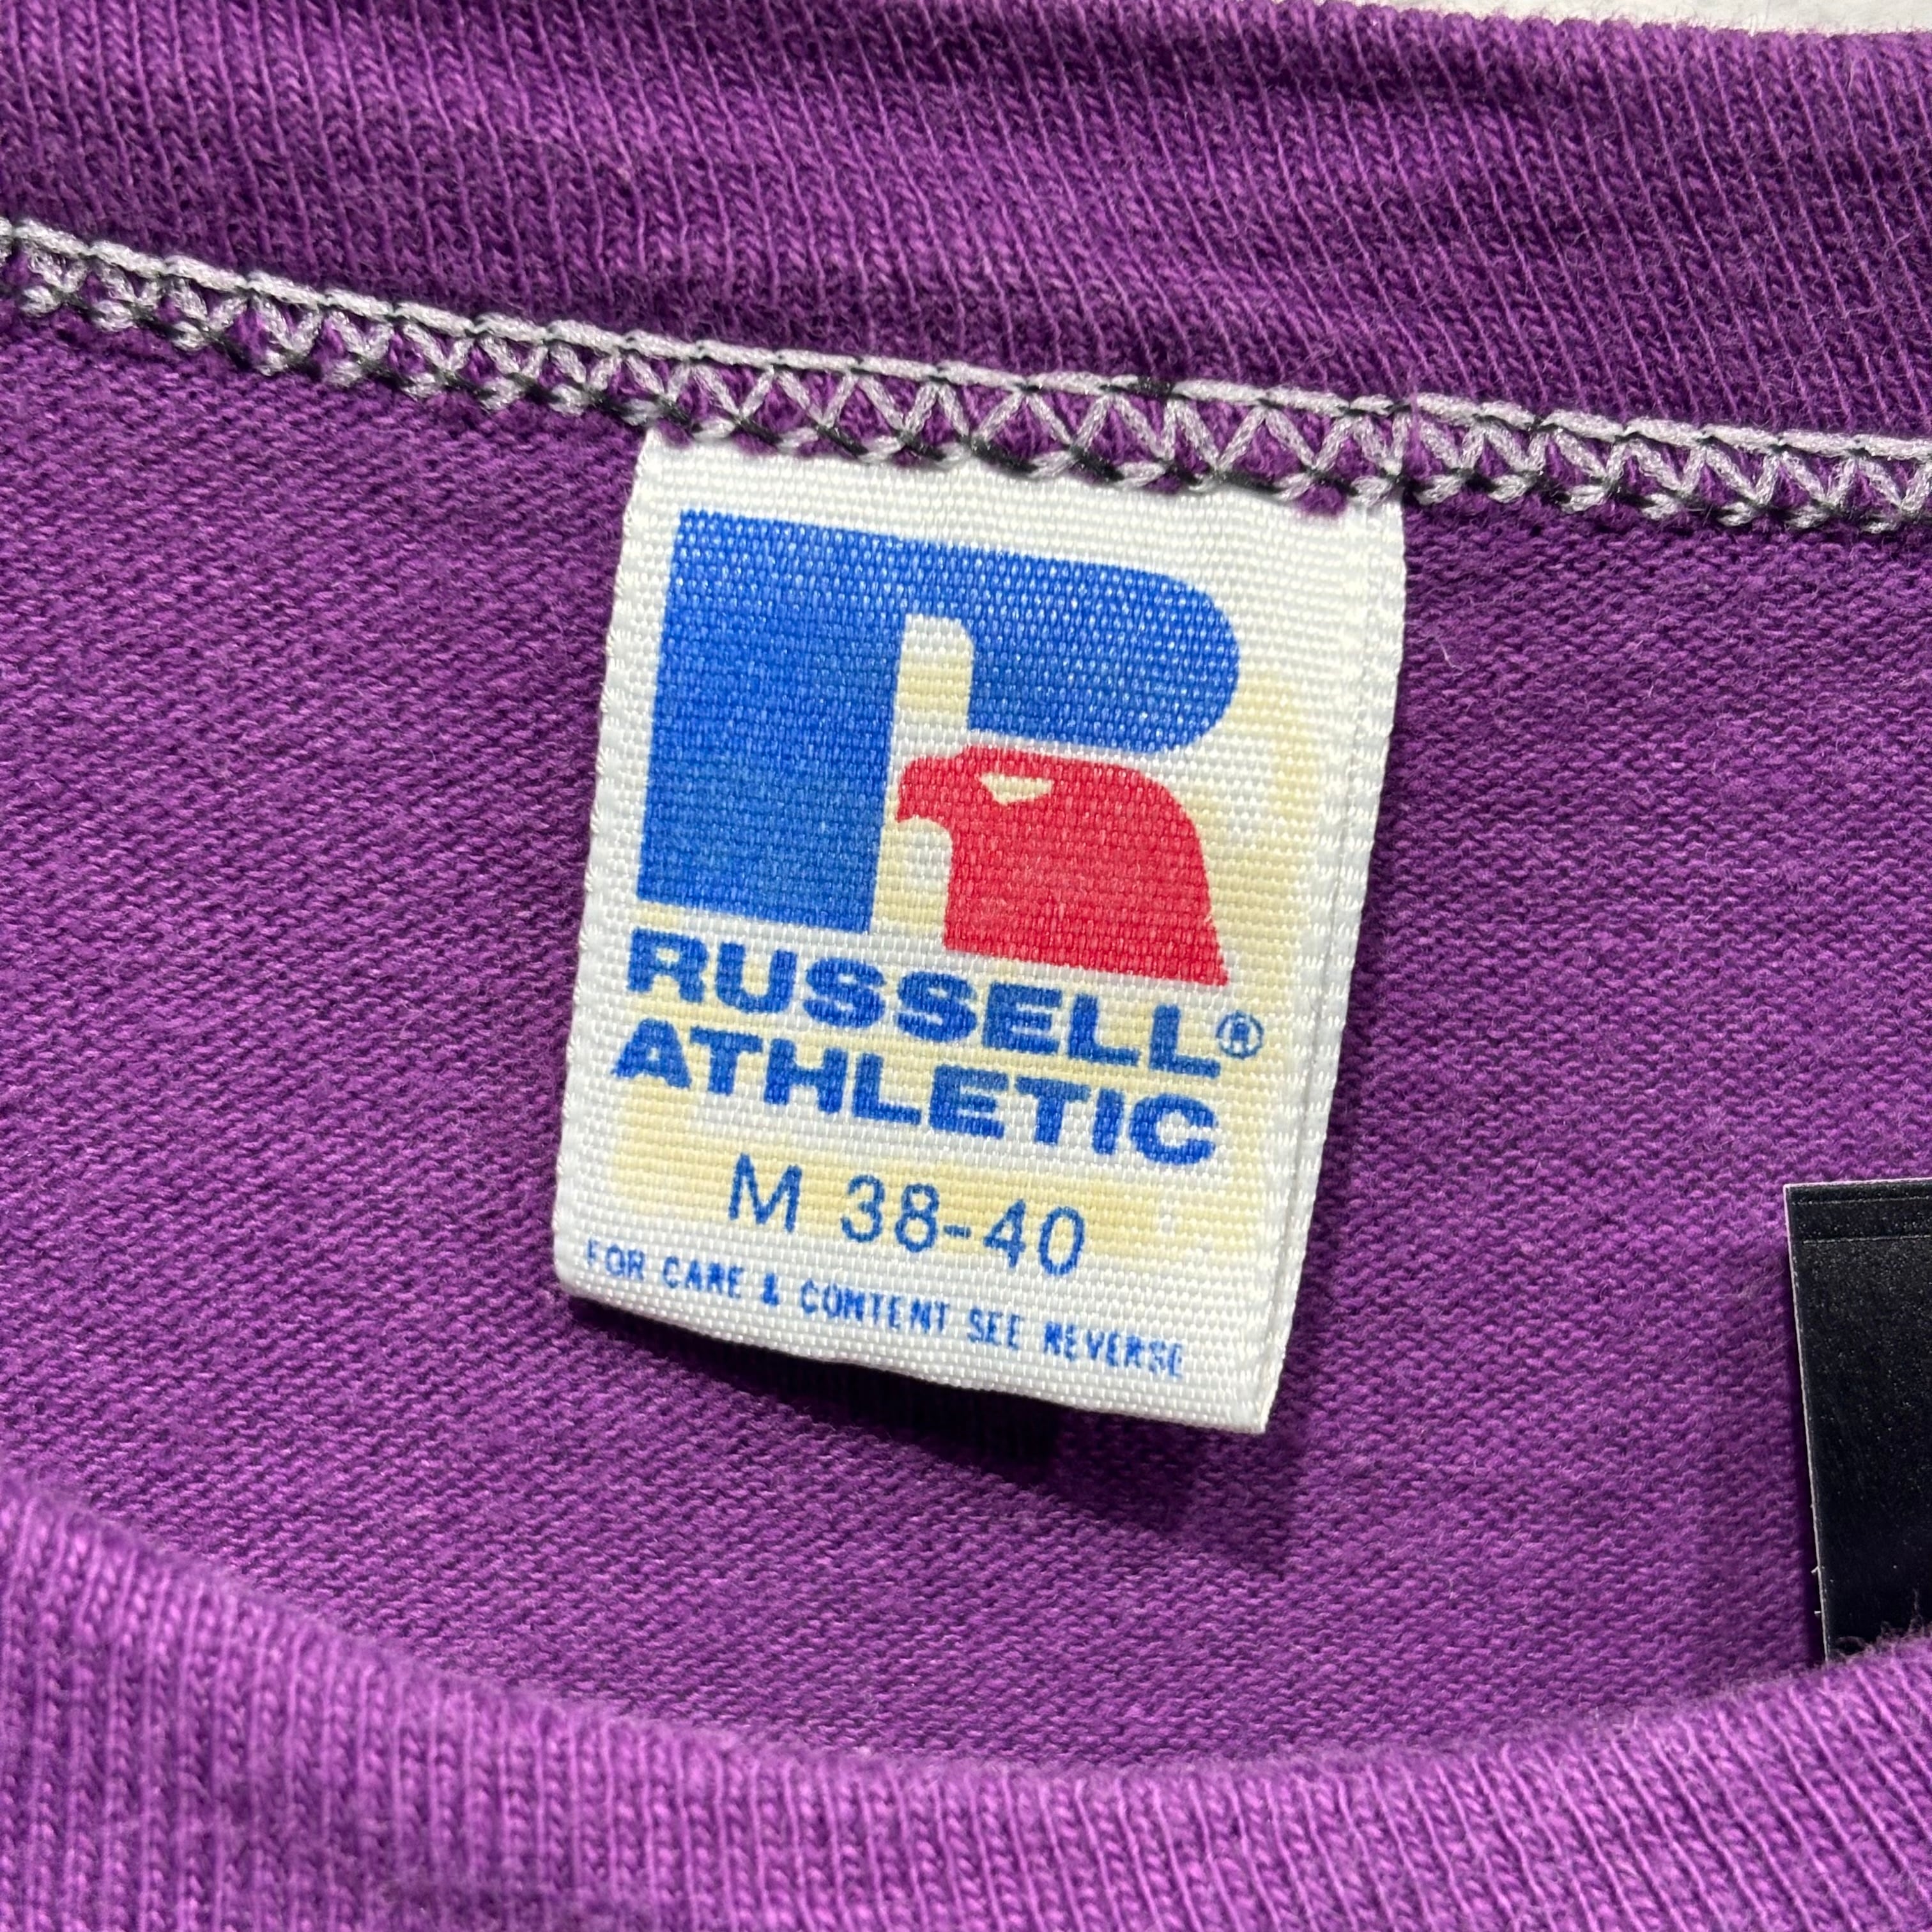 R
RUSSELL®
ATHLETIC
M 38-40
FOR CARE & CONTENT SEE REVERSE